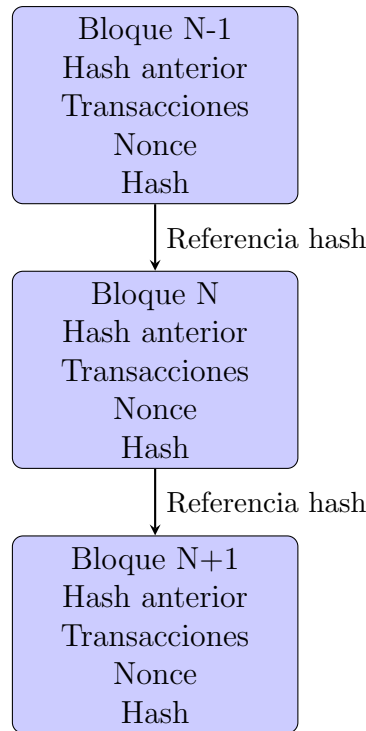 Bloque N-1
Hash anterior
Transacciones
Nonce
Hash
Referencia hash
Bloque N
Hash anterior
Transacciones
Nonce
Hash
Referencia hash
Bloque N+1
Hash anterior
Transacciones
Nonce
Hash